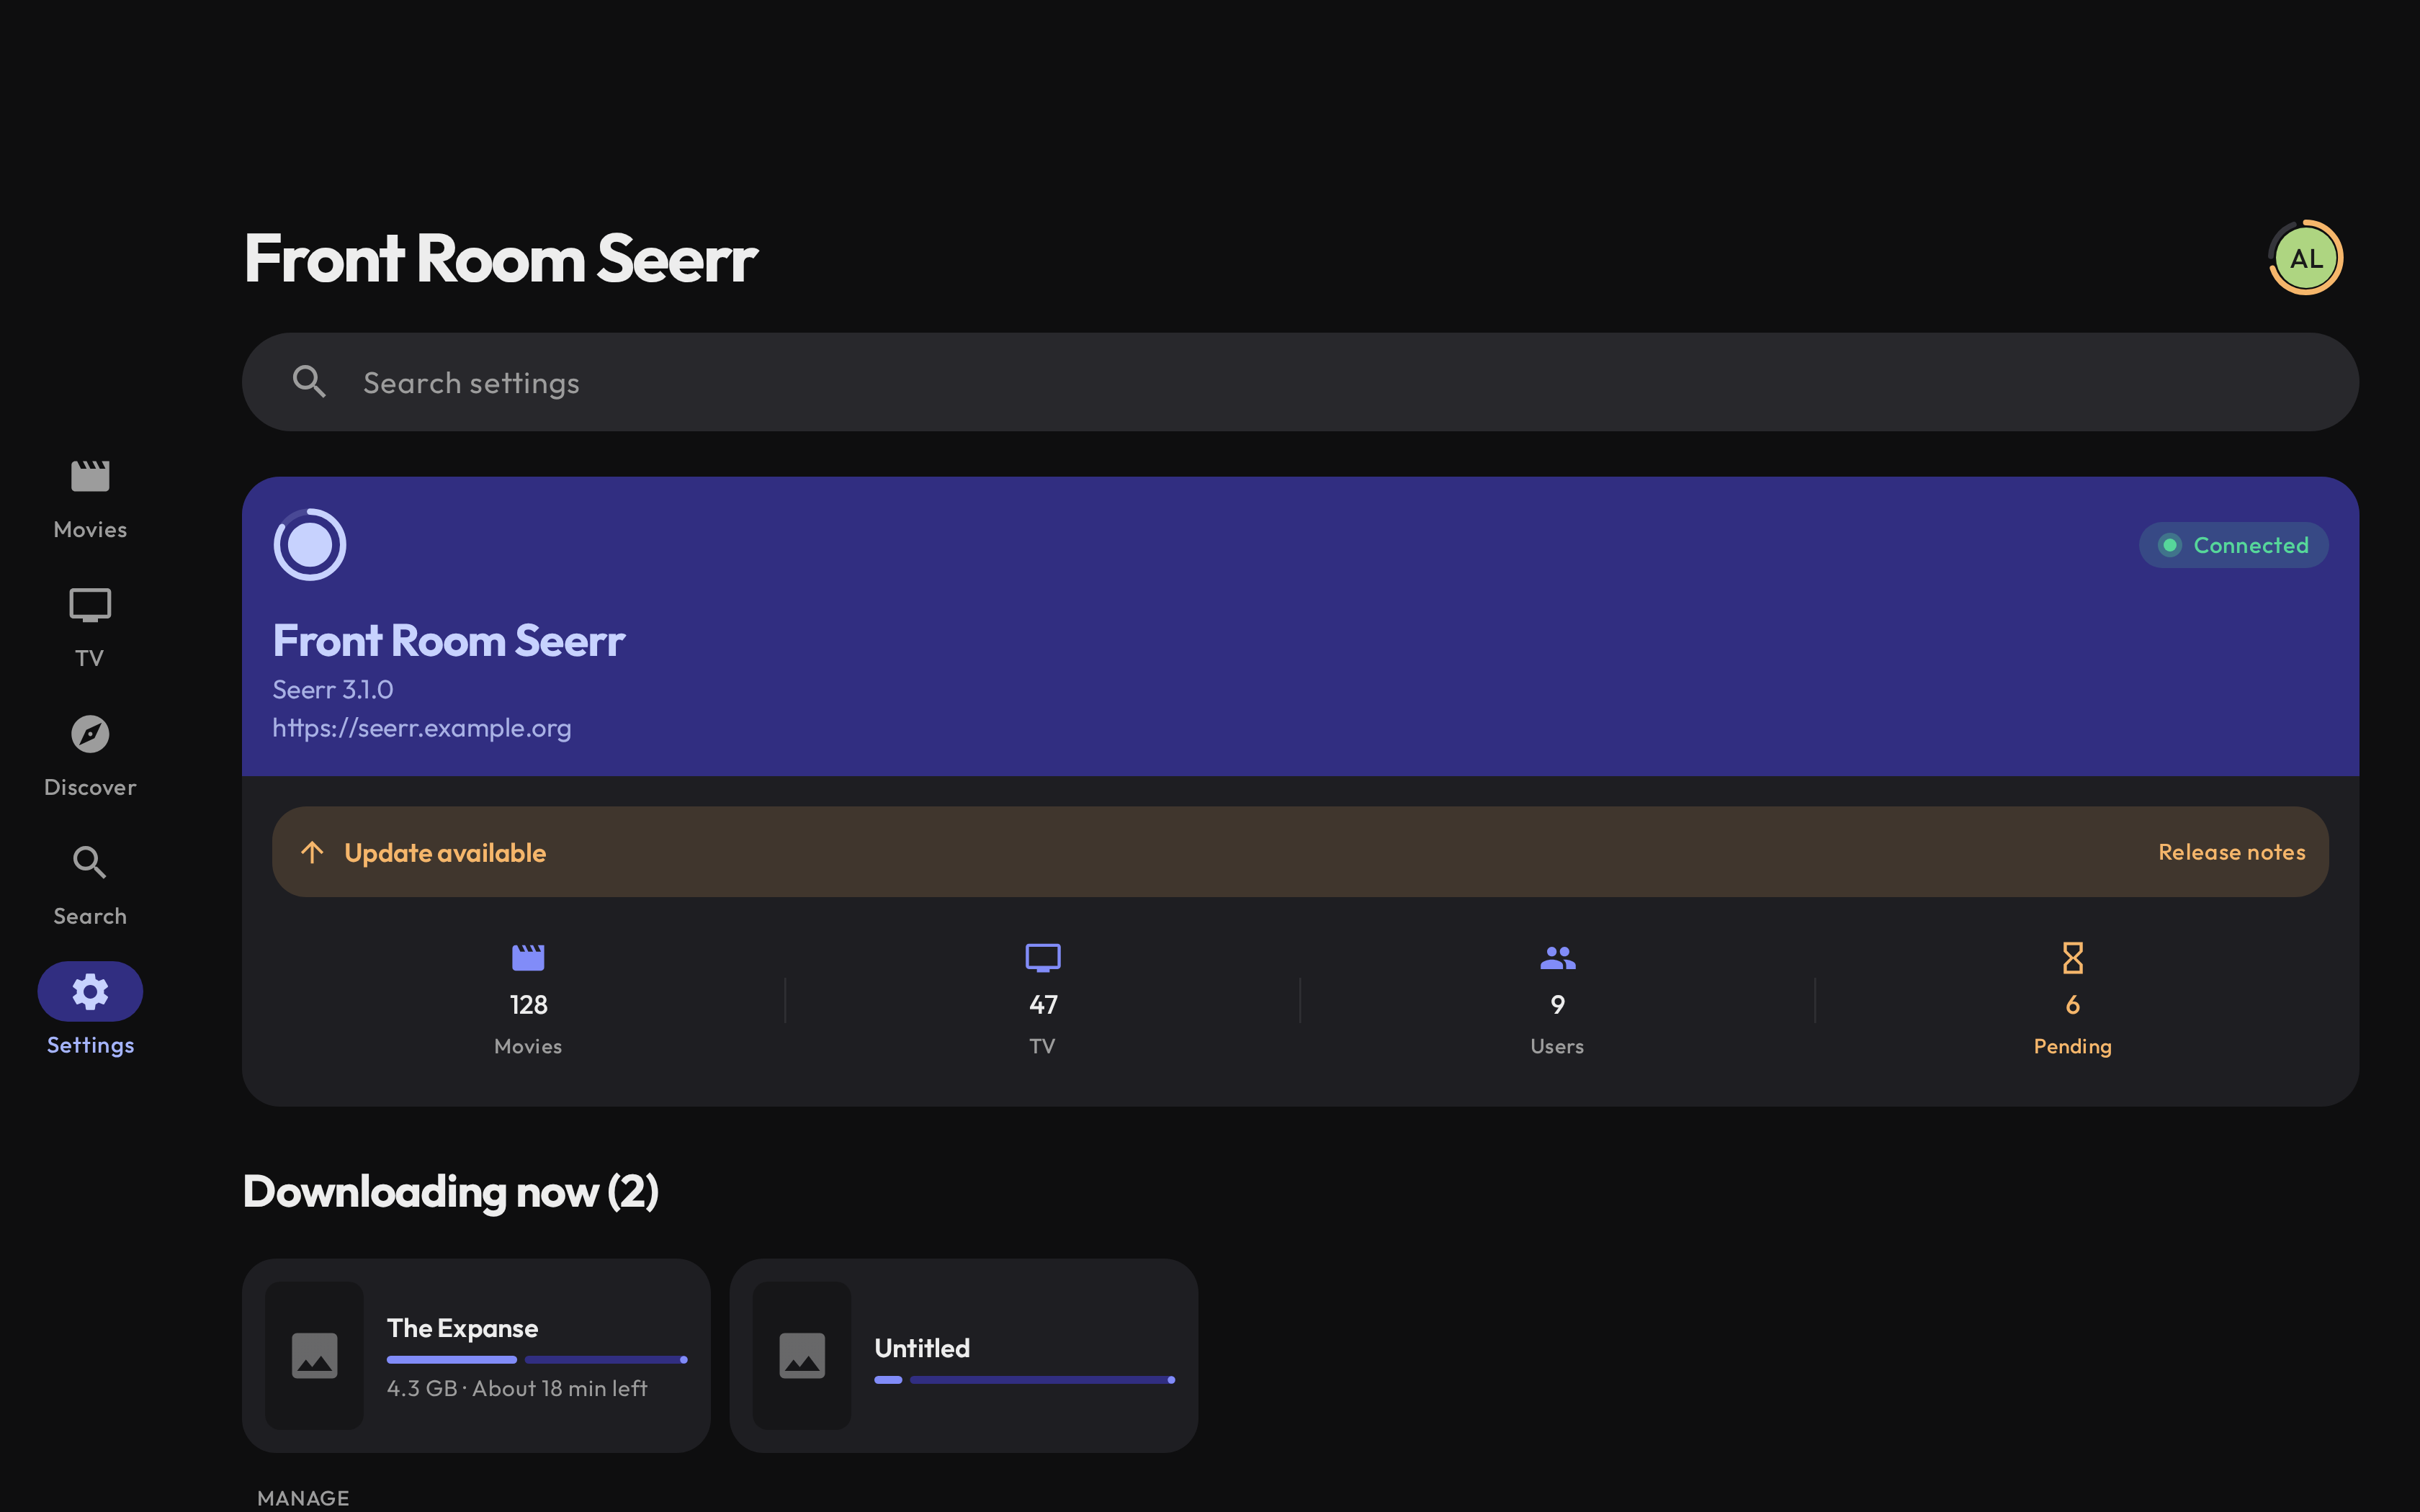 Front Room Seerr
AL
Search settings
Movies
TV
Discover
Search
Settings
Connected
Front Room Seerr
Seerr 3.1.0
https://seerr.example.org
Update available
Release notes
128
Movies
47
TV
9
Users
6
Pending
Downloading now (2)
The Expanse
4.3 GB · About 18 min left
Untitled
MANAGE